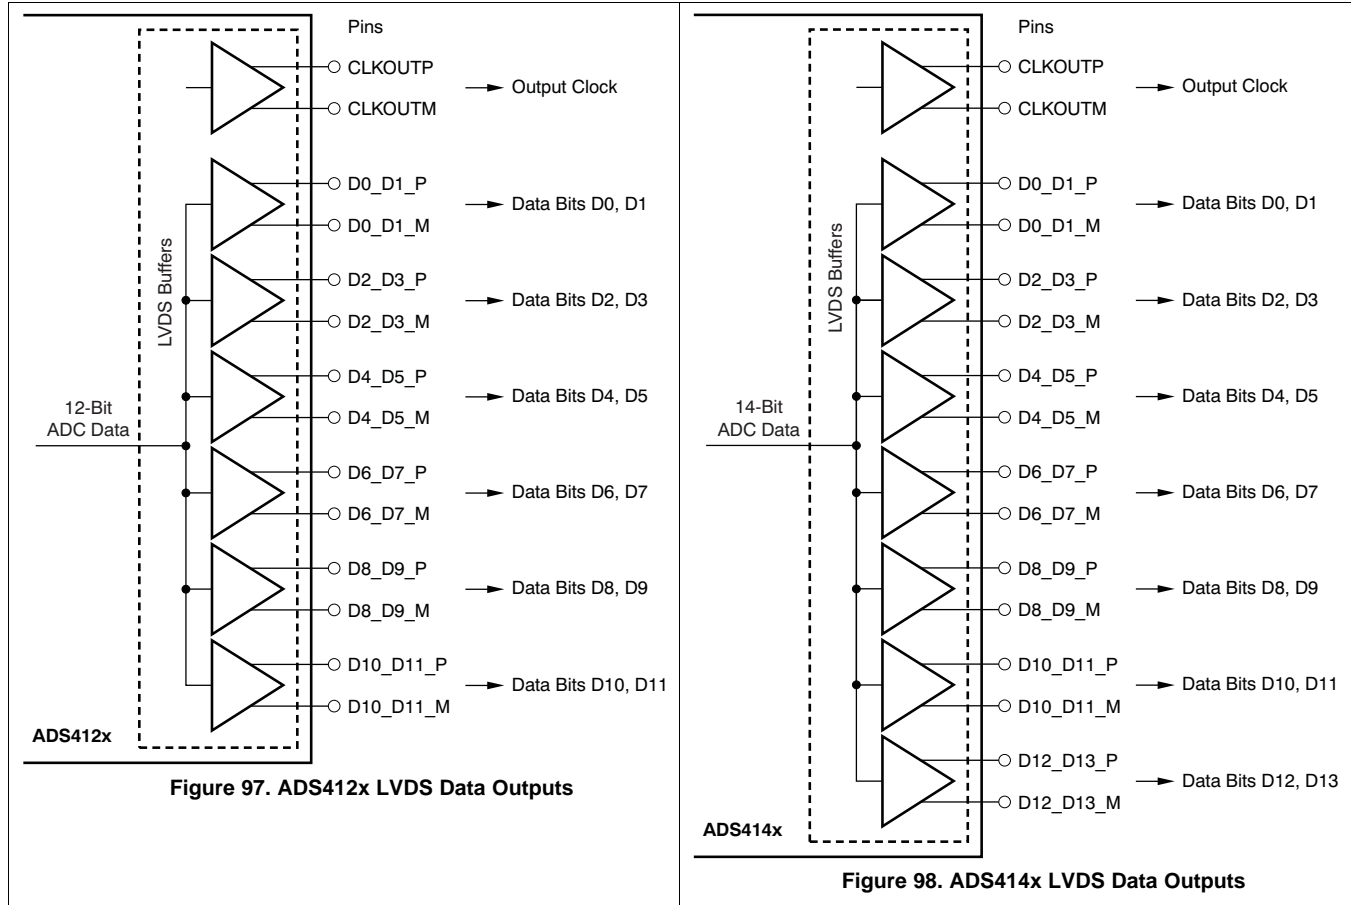 Pins
CLKOUTP
Output Clock
CLKOUTM
D0_D1_P
Data Bits D0, D1
D0_D1_M
LVDS Buffers
D2_D3_P
Data Bits D2, D3
D2_D3_M
D4_D5_P
Data Bits D4, D5
D4_D5_M
12-Bit
ADC Data
D6_D7_P
Data Bits D6, D7
D6_D7_M
D8_D9_P
Data Bits D8, D9
D8_D9_M
D10_D11_P
Data Bits D10, D11
D10_D11_M
ADS412x
Figure 97. ADS412x LVDS Data Outputs
Pins
CLKOUTP
Output Clock
CLKOUTM
D0_D1_P
Data Bits D0, D1
D0_D1_M
LVDS Buffers
D2_D3_P
Data Bits D2, D3
D2_D3_M
D4_D5_P
Data Bits D4, D5
D4_D5_M
14-Bit
ADC Data
D6_D7_P
Data Bits D6, D7
D6_D7_M
D8_D9_P
Data Bits D8, D9
D8_D9_M
D10_D11_P
Data Bits D10, D11
D10_D11_M
D12_D13_P
Data Bits D12, D13
D12_D13_M
ADS414x
Figure 98. ADS414x LVDS Data Outputs